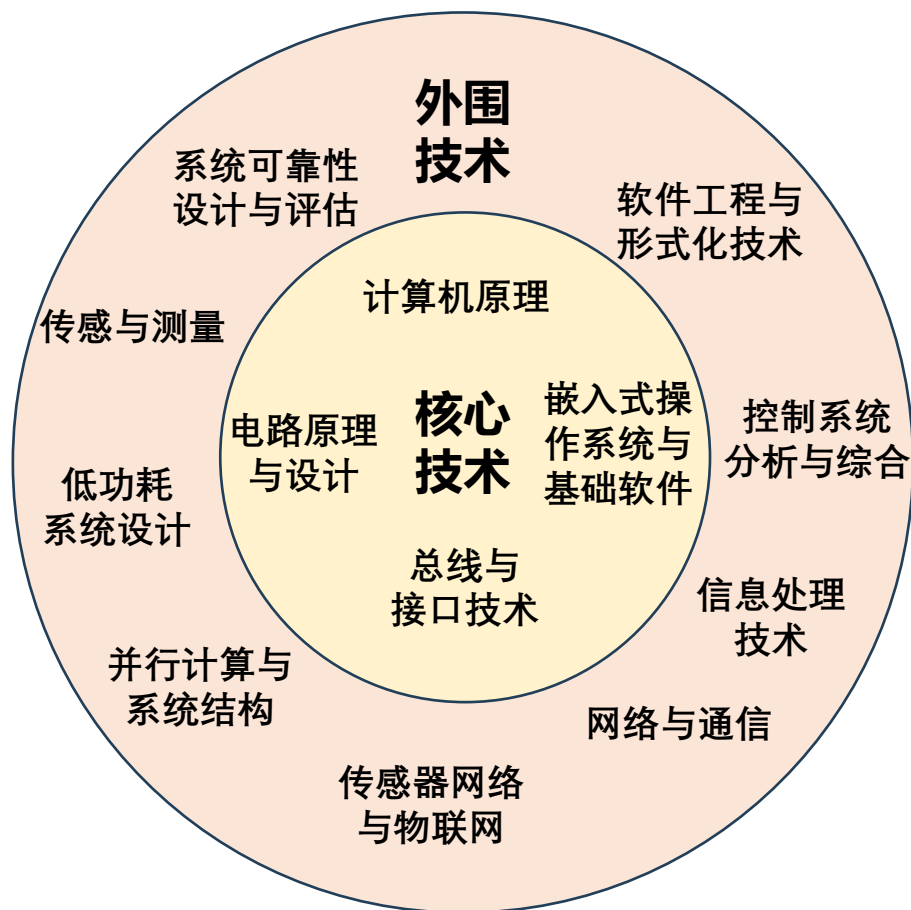 外围
技术
系统可靠性
设计与评估
软件工程与
形式化技术
传感与测量
控制系统
分析与综合
低功耗
系统设计
信息处理
技术
并行计算与
系统结构
网络与通信
传感器网络
与物联网
计算机原理
核心
技术
电路原理
与设计
嵌入式操
作系统与
基础软件
总线与
接口技术